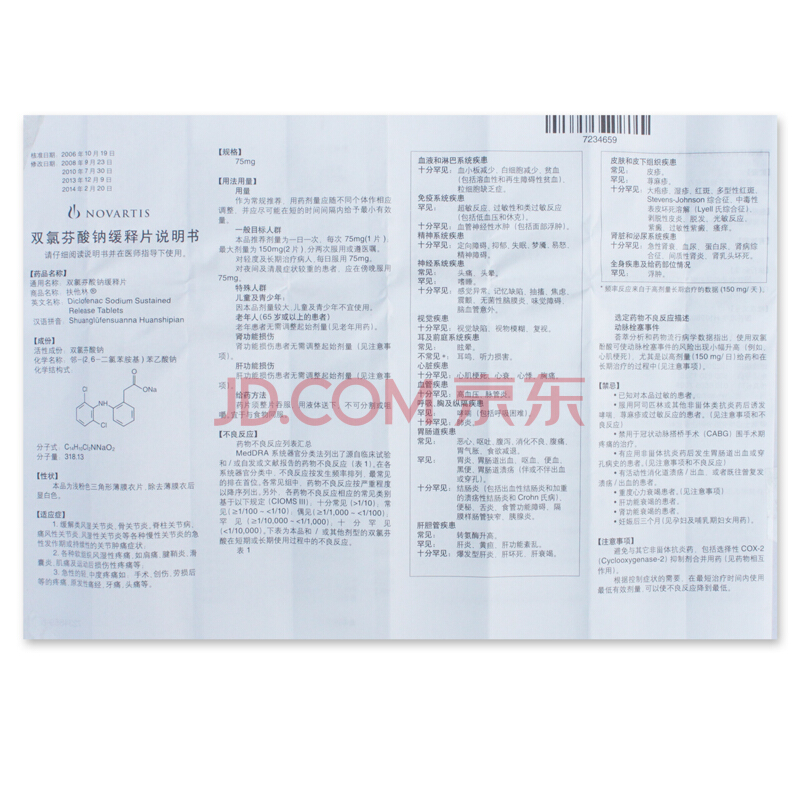 核准日期：2006年10月19日
修改日期：2008年9月23日
2010年7月30日
2013年12月9日
2014年2月20日
NOVARTIS
双氯芬酸钠缓释片说明书
请仔细阅读说明书并在医师指导下使用。
【药品名称】
通用名称：双氯芬酸钠缓释片
商品名称：扶他林®
英文名称：Diclofenac Sodium Sustained
Release Tablets
汉语拼音：Shuanglüfensuanna Huanshipian
【成份】
活性成份：双氯芬酸钠
化学名称：邻-(2,6-二氯苯胺基)苯乙酸钠
化学结构式
Cl
NH
Cl
O
ONa
分子式 C₁₄H₁₀Cl₂NNaO₂
分子量：318.13
【性状】
本品为浅粉色三角形薄膜衣片，除去薄膜衣后
显白色。
【适应症】
1. 缓解类风湿关节炎、骨关节炎、脊柱关节病、
痛风性关节炎、风湿性关节炎等各种慢性关节炎的急
性发作期或持续性的关节肿痛症状。
2. 各种软组织风湿性疼痛，如肩痛、腱鞘炎、滑
囊炎、肌痛及运动后损伤性疼痛等；
3. 急性的轻、中度疼痛如：手术、创伤、劳损后
等的疼痛，原发性痛经，牙痛，头痛等。
【规格】
75mg
【用法用量】
用量
作为常规推荐，用药剂量应随不同个体作相应
调整，并应尽可能在短的时间间隔内给予最小有效
量。
一般目标人群
本品推荐剂量为一日一次，每次75mg(1片)，
最大剂量为150mg(2片)，分两次服用或遵医嘱。
对轻度及长期治疗病人，每日服用75mg。
对夜间及清晨症状较重的患者，应在傍晚服用
75mg。
特殊人群
儿童及青少年：
因本品剂量较大，儿童及青少年不宜使用。
老年人(65岁或以上的患者)
老年患者无需调整起始剂量(见老年用药)。
肾功能损伤
肾功能损伤患者无需调整起始剂量(见注意事
项)。
肝功能损伤
肝功能损伤患者无需调整起始剂量(见注意事
项)。
给药方法
药片须整片吞服，用液体送下，不可分割或咀
嚼，宜于与食物同服。
【不良反应】
药物不良反应列表汇总
MedDRA系统器官分类列出了源自临床试验
和/或自发或文献报告的药物不良反应(表1)。在各
系统器官分类中，不良反应按发生频率排列，最常见
的排在首位。各常见组中，药物不良反应按严重程度
以降序列出。另外，各药物不良反应相应的常见类别
基于以下规定(CIOMS III)：十分常见(>1/10)，常
见(≥1/100~<1/10)；偶见(≥1/1,000~<1/100)；
罕见(≥1/10,000~<1/1,000)；十分罕见
(<1/10,000)。下表为本品和/或其他剂型的双氯芬
酸在短期或长期使用过程中的不良反应。
表1
血液和淋巴系统疾患
十分罕见：血小板减少、白细胞减少、贫血
(包括溶血性和再生障碍性贫血)、
粒细胞缺乏症。
免疫系统疾患
罕见：超敏反应，过敏性和类过敏反应
(包括低血压和休克)。
十分罕见：血管神经性水肿(包括面部浮肿)。
精神系统疾患
十分罕见：定向障碍，抑郁，失眠，梦魇，易怒，
精神障碍。
神经系统疾患
常见：头痛、头晕。
罕见：嗜睡。
十分罕见：感觉异常，记忆缺陷，抽搐，焦虑，
震颤，无菌性脑膜炎，味觉障碍，
脑血管意外。
视觉疾患
十分罕见：视觉缺陷，视物模糊，复视。
耳及前庭系统疾患
常见：眩晕。
十分罕见：耳鸣，听力损害。
心脏疾患
十分罕见：心肌梗死，心衰，心悸，胸痛。
血管疾患
十分罕见：高血压，脉管炎。
呼吸、胸及纵隔疾患
罕见：哮喘(包括呼吸困难)。
十分罕见：肺炎。
胃肠道疾患
常见：恶心，呕吐，腹泻，消化不良，腹痛，
胃气胀，食欲减退。
罕见：胃炎，胃肠道出血，呕血，便血，
黑便，胃肠道溃疡(伴或不伴出血
或穿孔)。
十分罕见：结肠炎(包括出血性结肠炎和加重
的溃疡性结肠炎和Crohn氏病)，
便秘，舌炎，食管功能障碍，隔
膜样肠管狭窄，胰腺炎。
肝胆管疾患
常见：转氨酶升高。
罕见：肝炎，黄疸，肝功能紊乱。
十分罕见：爆发型肝炎，肝坏死，肝衰竭。
7234659
皮肤和皮下组织疾患
常见：皮疹。
罕见：荨麻疹。
十分罕见：大疱疹，湿疹，红斑，多型性红斑，
Stevens-Johnson综合征，中毒性
表皮坏死溶解(Lyell氏综合征)，
剥脱性皮炎，脱发，光敏反应，
紫癜，过敏性紫癜，瘙痒。
肾脏和泌尿系统疾患
十分罕见：急性肾衰，血尿，蛋白尿，肾病综
合征，间质性肾炎，肾乳头坏死。
全身疾患及给药部位情况
罕见：浮肿。
*频率反应来自于高剂量长期治疗的数据(150mg/天)。
选定药物不良反应描述
动脉栓塞事件
荟萃分析和药物流行病学数据指出，使用双氯
芬酸可使动脉栓塞事件的风险出现小幅升高(例如，
心肌梗死)，尤其是以高剂量(150mg/日)给药和在
长期治疗的过程中(见注意事项)。
【禁忌】
• 已知对本品过敏的患者。
• 服用阿司匹林或其他非甾体类抗炎药后诱发
哮喘、荨麻疹或过敏反应的患者。(见注意事项和不
良反应)
• 禁用于冠状动脉搭桥手术(CABG)围手术期
疼痛的治疗。
• 有应用非甾体抗炎药后发生胃肠道出血或穿
孔病史的患者。(见注意事项和不良反应)
• 有活动性消化道溃疡/出血，或者既往曾复发
溃疡/出血的患者。
• 重度心力衰竭患者。(见注意事项)
• 肝功能衰竭的患者。
• 肾功能衰竭的患者。
• 妊娠后三个月(见孕妇及哺乳期妇女用药)。
【注意事项】
避免与其它非甾体抗炎药，包括选择性COX-2
(Cyclooxygenase-2)抑制剂合并用药(见药物相互
作用)。
根据控制症状的需要，在最短治疗时间内使用
最低有效剂量，可以使不良反应降到最低。
JD.COM 京东